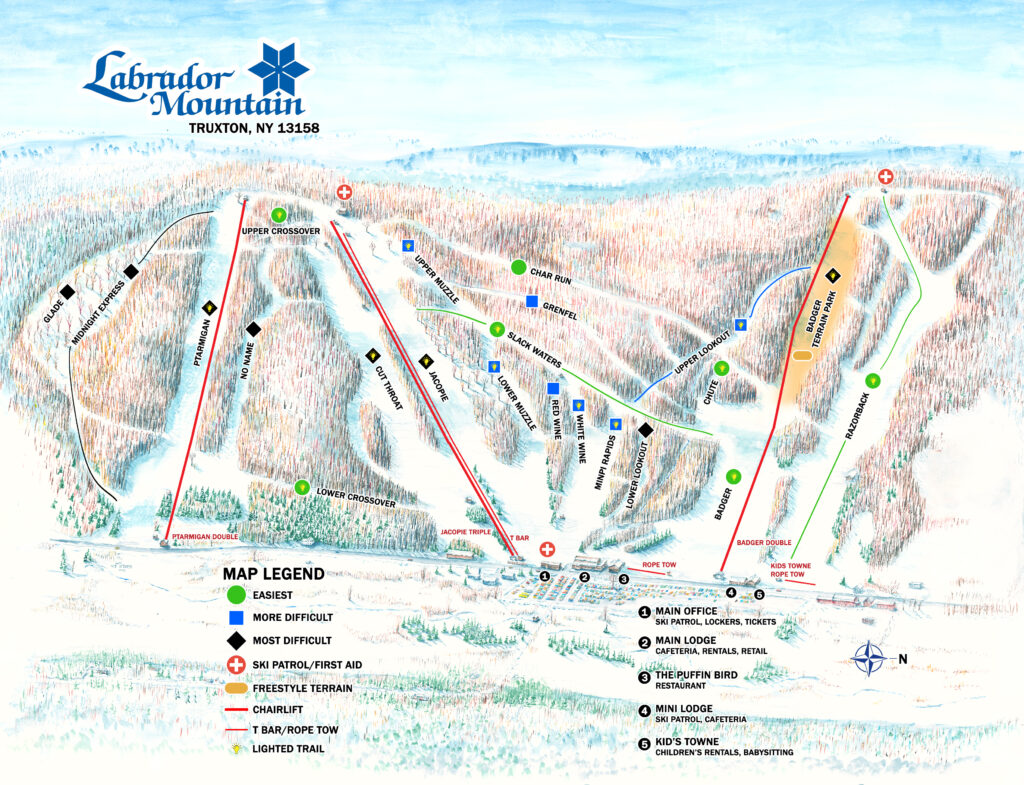 Labrador
Mountain
TRUXTON, NY 13158
UPPER CROSSOVER
UPPER MUZZLE
CHAR RUN
GRENFEL
GLADE
MIDNIGHT EXPRESS
PTARMIGAN
NO NAME
CUT THROAT
JACOPIE
SLACK WATERS
LOWER MUZZLE
RED WINE
WHITE WINE
MINPI RAPIDS
LOWER LOOKOUT
UPPER LOOKOUT
CHUTE
BADGER
TERRAIN PARK
RAZORBACK
BADGER
LOWER CROSSOVER
PTARMIGAN DOUBLE
JACOPIE TRIPLE
T BAR
ROPE TOW
BADGER DOUBLE
KIDS TOWNE
ROPE TOW
1
2
3
4
5
MAP LEGEND
EASIEST
MORE DIFFICULT
MOST DIFFICULT
SKI PATROL/FIRST AID
FREESTYLE TERRAIN
CHAIRLIFT
T BAR/ROPE TOW
LIGHTED TRAIL
1 MAIN OFFICE
SKI PATROL, LOCKERS, TICKETS
2 MAIN LODGE
CAFETERIA, RENTALS, RETAIL
3 THE PUFFIN BIRD
RESTAURANT
4 MINI LODGE
SKI PATROL, CAFETERIA
5 KID'S TOWNE
CHILDREN'S RENTALS, BABYSITTING
N